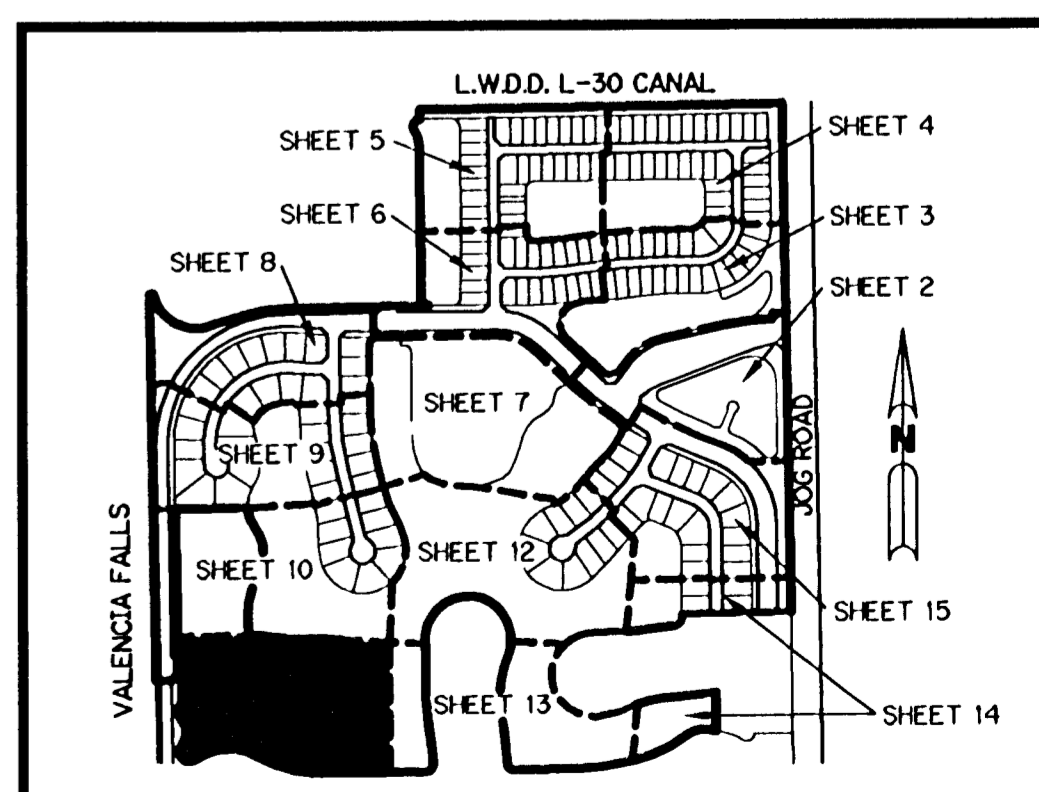 L.W.D.D. L-30 CANAL
SHEET 5
SHEET 4
SHEET 6
SHEET 3
SHEET 8
SHEET 2
SHEET 7
N
JOG ROAD
SHEET 9
VALENCIA FALLS
SHEET 10
SHEET 12
SHEET 15
SHEET 13
SHEET 14